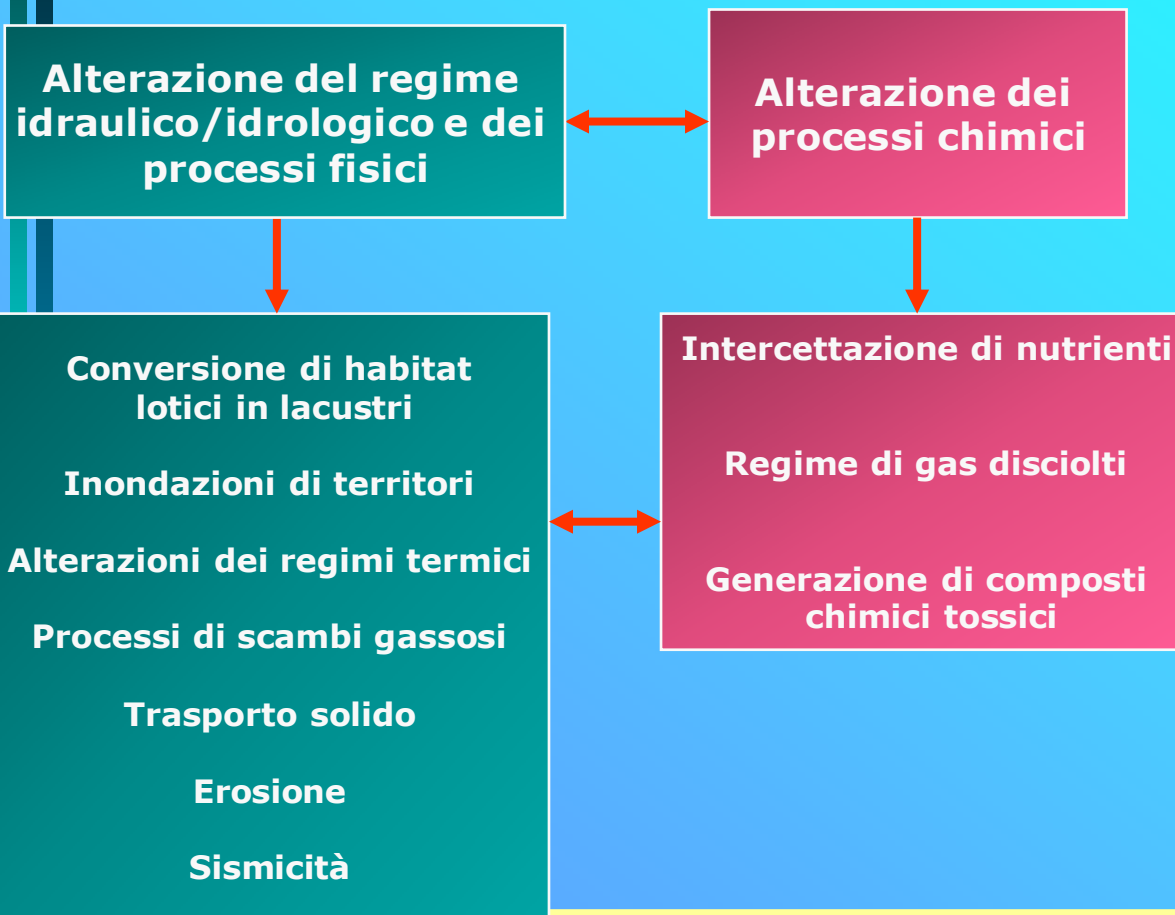 Alterazione del regime
idraulico/idrologico e dei
processi fisici
Alterazione dei
processi chimici
Conversione di habitat
lotici in lacustri
Inondazioni di territori
Alterazioni dei regimi termici
Processi di scambi gassosi
Trasporto solido
Erosione
Sismicità
Intercettazione di nutrienti
Regime di gas disciolti
Generazione di composti
chimici tossici